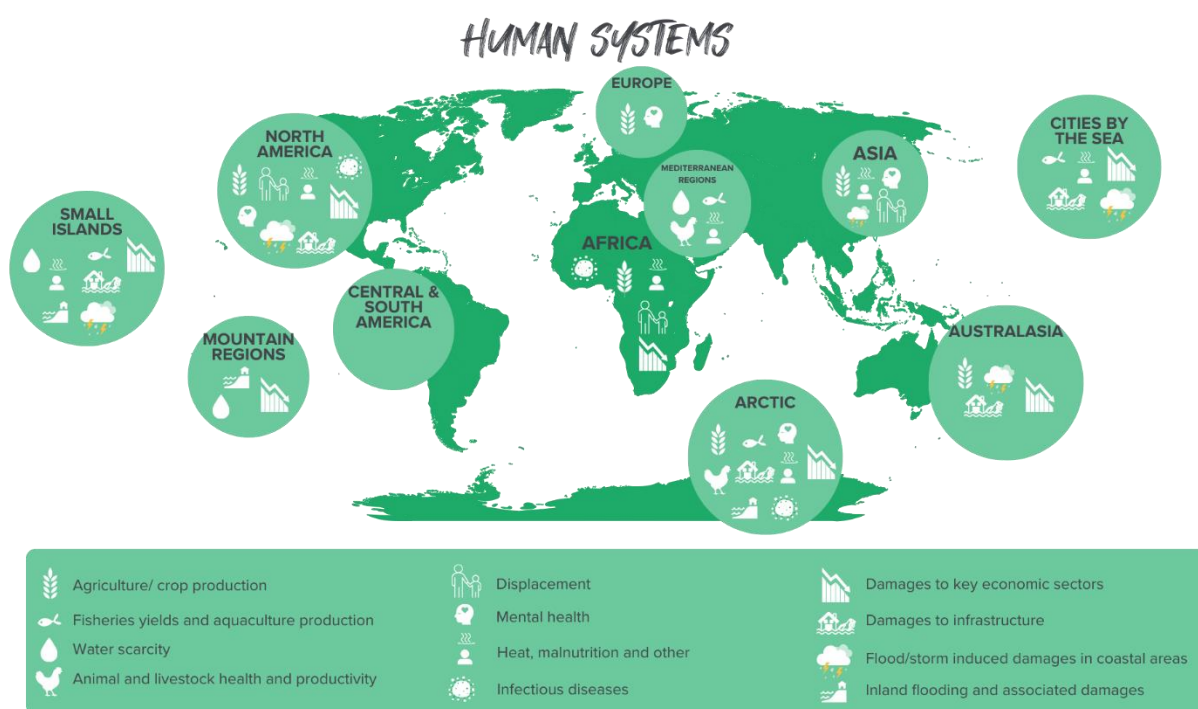 HUMAN SYSTEMS
EUROPE
NORTH
AMERICA
CITIES BY
THE SEA
ASIA
MEDITERRANEAN
REGIONS
SMALL
ISLANDS
AFRICA
CENTRAL &
SOUTH
AMERICA
MOUNTAIN
REGIONS
AUSTRALASIA
ARCTIC
Agriculture/ crop production
Fisheries yields and aquaculture production
Water scarcity
Animal and livestock health and productivity
Displacement
Mental health
Heat, malnutrition and other
Infectious diseases
Damages to key economic sectors
Damages to infrastructure
Flood/storm induced damages in coastal areas
Inland flooding and associated damages